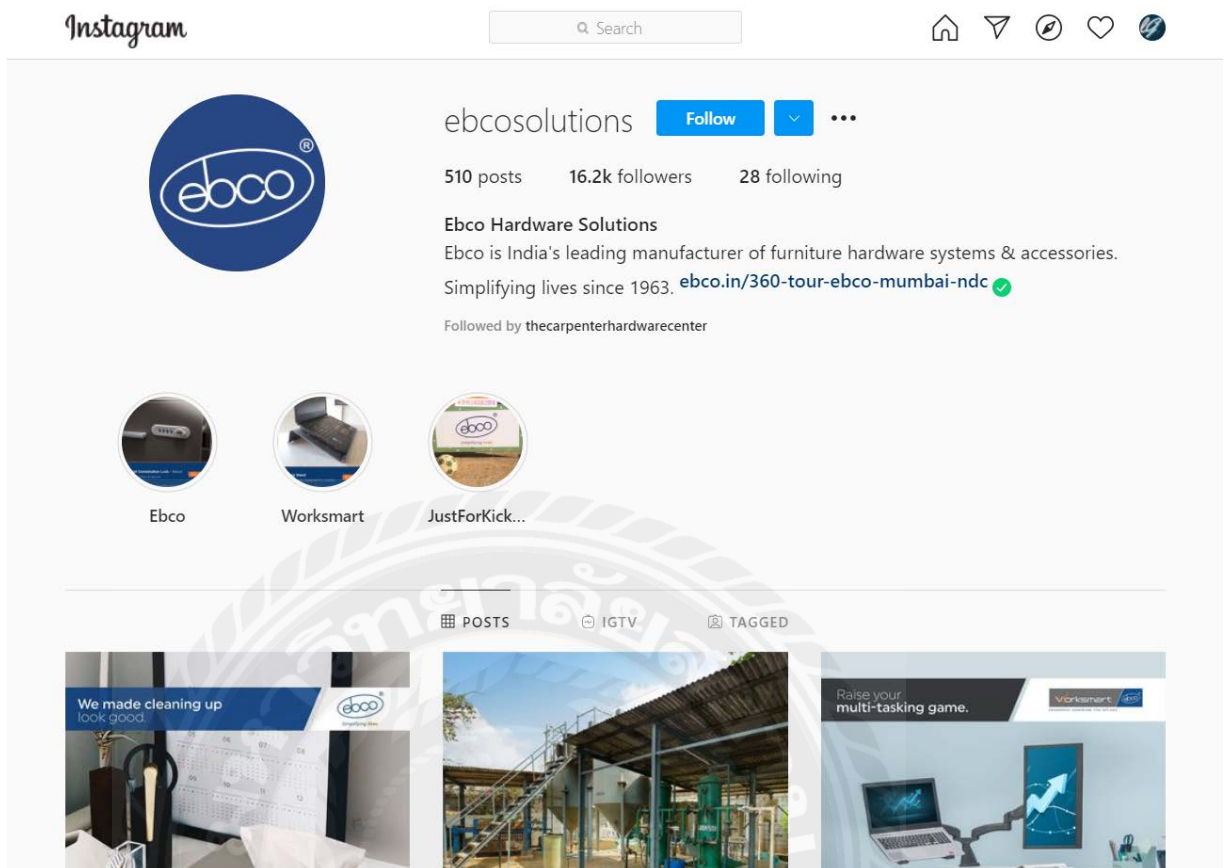 Instagram
Search
ebco®
ebcosolutions
Follow
510 posts 16.2k followers 28 following
Ebco Hardware Solutions
Ebco is India's leading manufacturer of furniture hardware systems & accessories.
Simplifying lives since 1963. ebco.in/360-tour-ebco-mumbai-ndc
Followed by thecarpenterhardwarecenter
ebco
Ebco
Worksmart
JustForKick...
POSTS
IGTV
TAGGED
We made cleaning up
look good.
ebco
Raise your
multi-tasking game.
Worksmart ebco